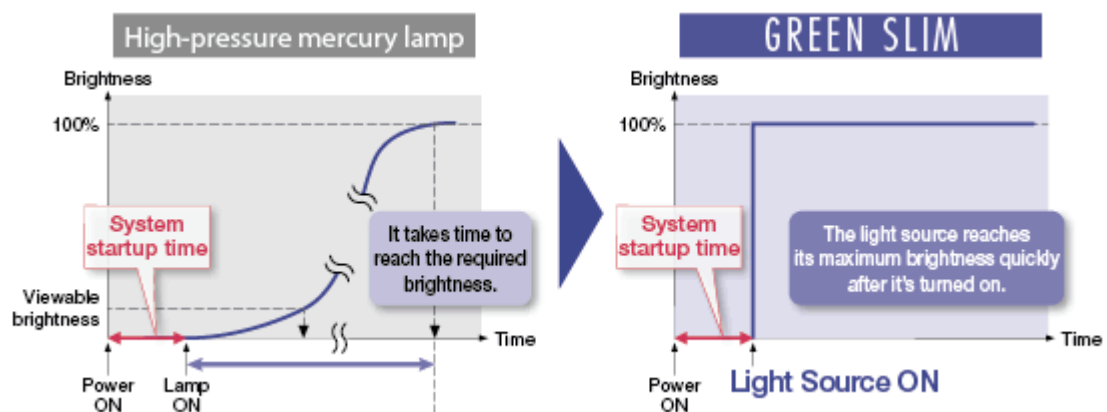 High-pressure mercury lamp
Brightness
100%
System
startup time
It takes time to
reach the required
brightness.
Viewable
brightness
Time
Power
ON
Lamp
ON
GREEN SLIM
Brightness
100%
System
startup time
The light source reaches
its maximum brightness quickly
after it's turned on.
Time
Power
ON
Light Source ON